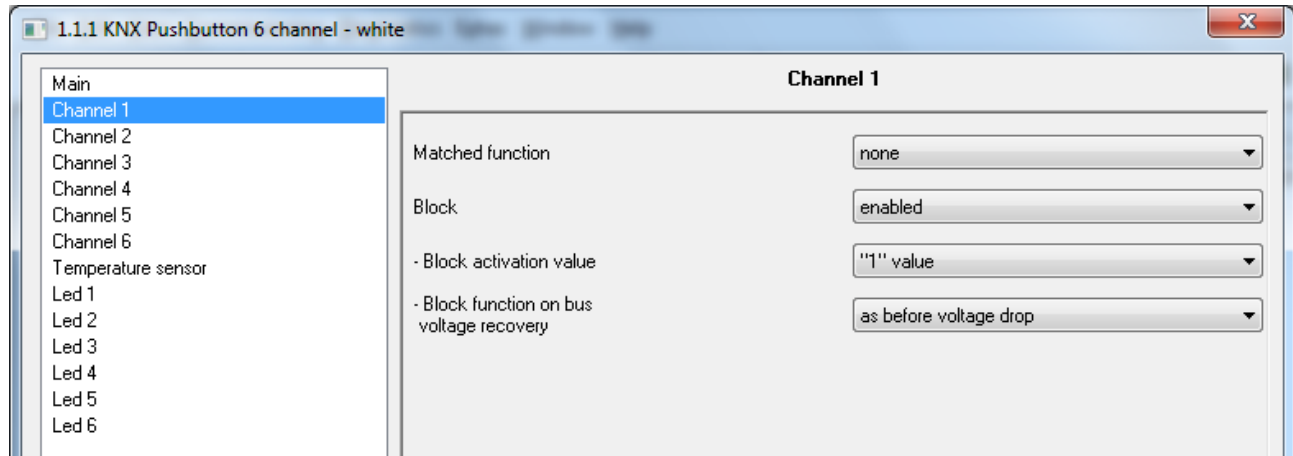 1.1.1 KNX Pushbutton 6 channel - white
Main
Channel 1
Channel 2
Channel 3
Channel 4
Channel 5
Channel 6
Temperature sensor
Led 1
Led 2
Led 3
Led 4
Led 5
Led 6
Channel 1
Matched function
none
Block
enabled
- Block activation value
"1" value
- Block function on bus
voltage recovery
as before voltage drop